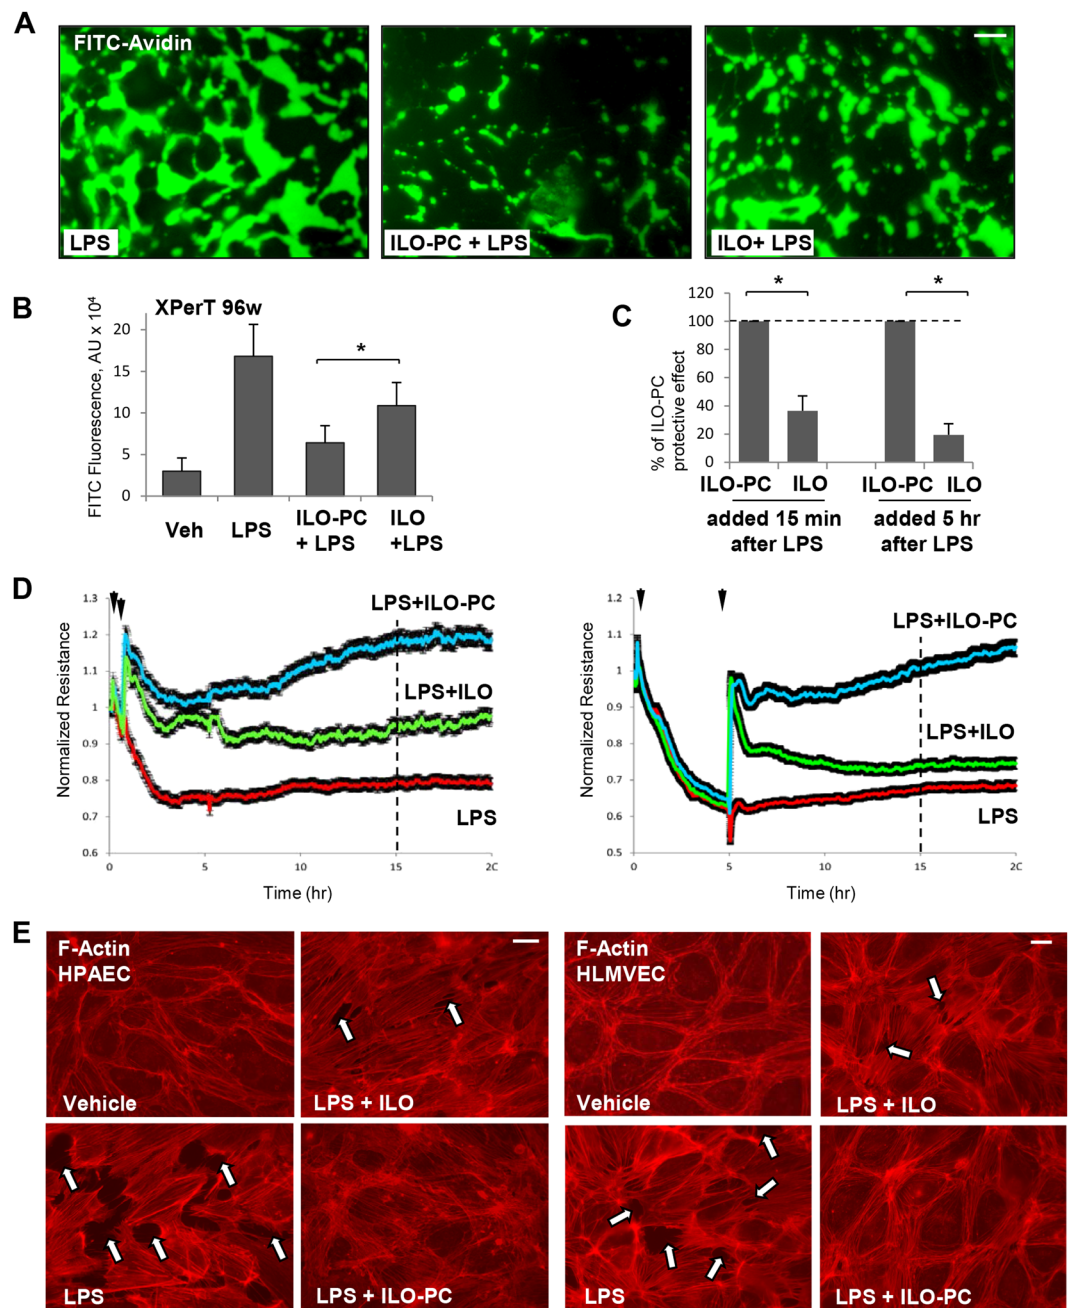 A
FITC-Avidin
LPS
ILO-PC + LPS
ILO+ LPS
B
XPerT 96w
FITC Fluorescence, AU x 10⁴
20
15
10
5
0
*
Veh
LPS
ILO-PC
+ LPS
ILO
+LPS
C
% of ILO-PC
protective effect
120
100
80
60
40
20
0
*
*
ILO-PC
ILO
ILO-PC
ILO
added 15 min
after LPS
added 5 hr
after LPS
D
Normalized Resistance
1.3
1.2
1.1
1
0.9
0.8
0.7
0.6
LPS+ILO-PC
LPS+ILO
LPS
0
5
10
15
2C
Time (hr)
Normalized Resistance
1.2
1.1
1
0.9
0.8
0.7
0.6
0.5
LPS+ILO-PC
LPS+ILO
LPS
0
5
10
15
2C
Time (hr)
E
F-Actin
HPAEC
Vehicle
LPS + ILO
F-Actin
HLMVEC
Vehicle
LPS + ILO
LPS
LPS + ILO-PC
LPS
LPS + ILO-PC